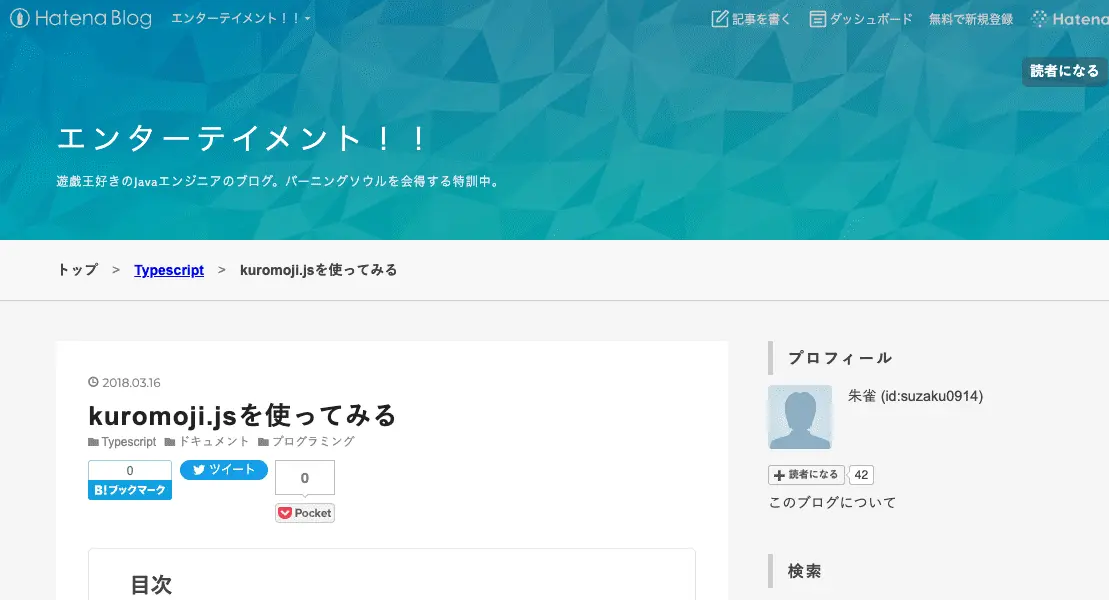 Hatena Blog エンターテイメント！！ 記事を書く ダッシュボード 無料で新規登録 Hatena
読者になる
エンターテイメント！！
遊戯王好きのJavaエンジニアのブログ。バーニングソウルを会得する特訓中。
トップ > Typescript > kuromoji.jsを使ってみる
2018.03.16
kuromoji.jsを使ってみる
Typescript ドキュメント プログラミング
0
B!ブックマーク
ツイート
0
Pocket
目次
プロフィール
朱雀 (id:suzaku0914)
読者になる 42
このブログについて
検索